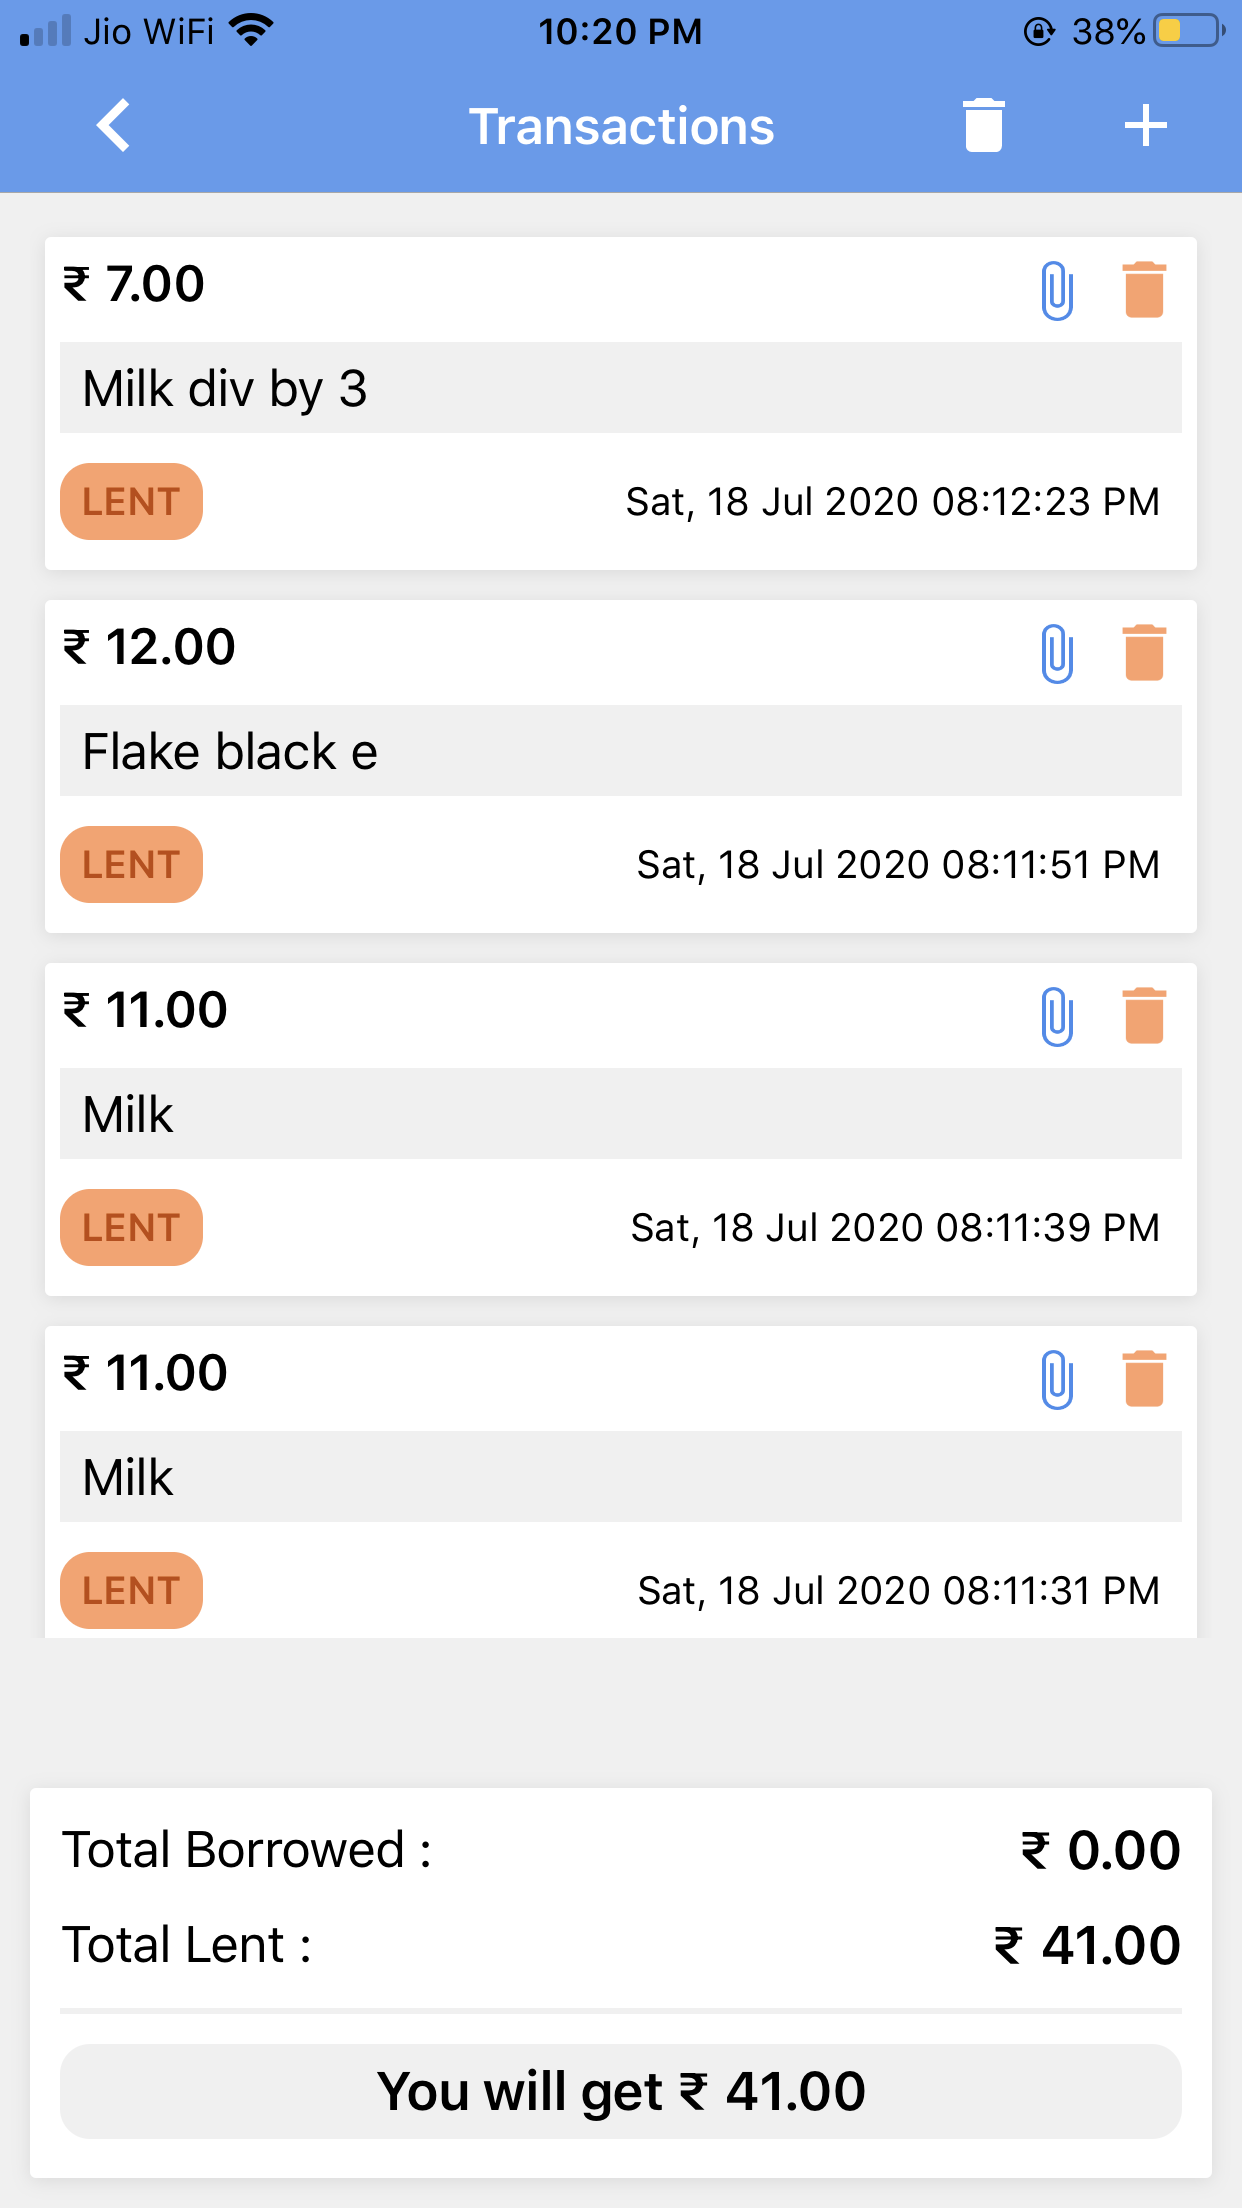 Jio WiFi 10:20 PM 38%
Transactions
₹ 7.00
Milk div by 3
LENT Sat, 18 Jul 2020 08:12:23 PM
₹ 12.00
Flake black e
LENT Sat, 18 Jul 2020 08:11:51 PM
₹ 11.00
Milk
LENT Sat, 18 Jul 2020 08:11:39 PM
₹ 11.00
Milk
LENT Sat, 18 Jul 2020 08:11:31 PM
Total Borrowed : ₹ 0.00
Total Lent : ₹ 41.00
You will get ₹ 41.00